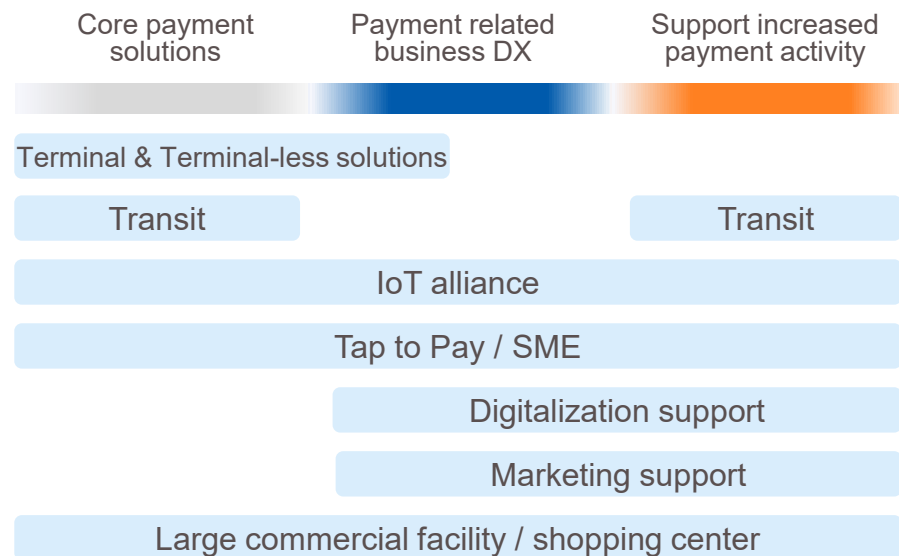 Core payment
solutions
Payment related
business DX
Support increased
payment activity
Terminal & Terminal-less solutions
Transit
Transit
IoT alliance
Tap to Pay / SME
Digitalization support
Marketing support
Large commercial facility / shopping center